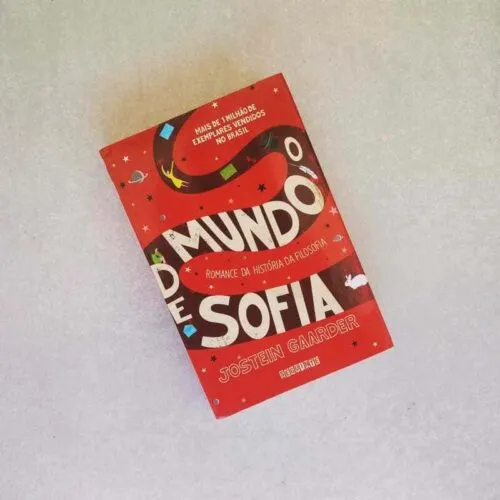 MAIS DE 1 MILHÃO DE
EXEMPLARES VENDIDOS
NO BRASIL
O
MUNDO
DE
SOFIA
ROMANCE DA HISTÓRIA DA FILOSOFIA
JOSTEIN GAARDER
SEGUINTE